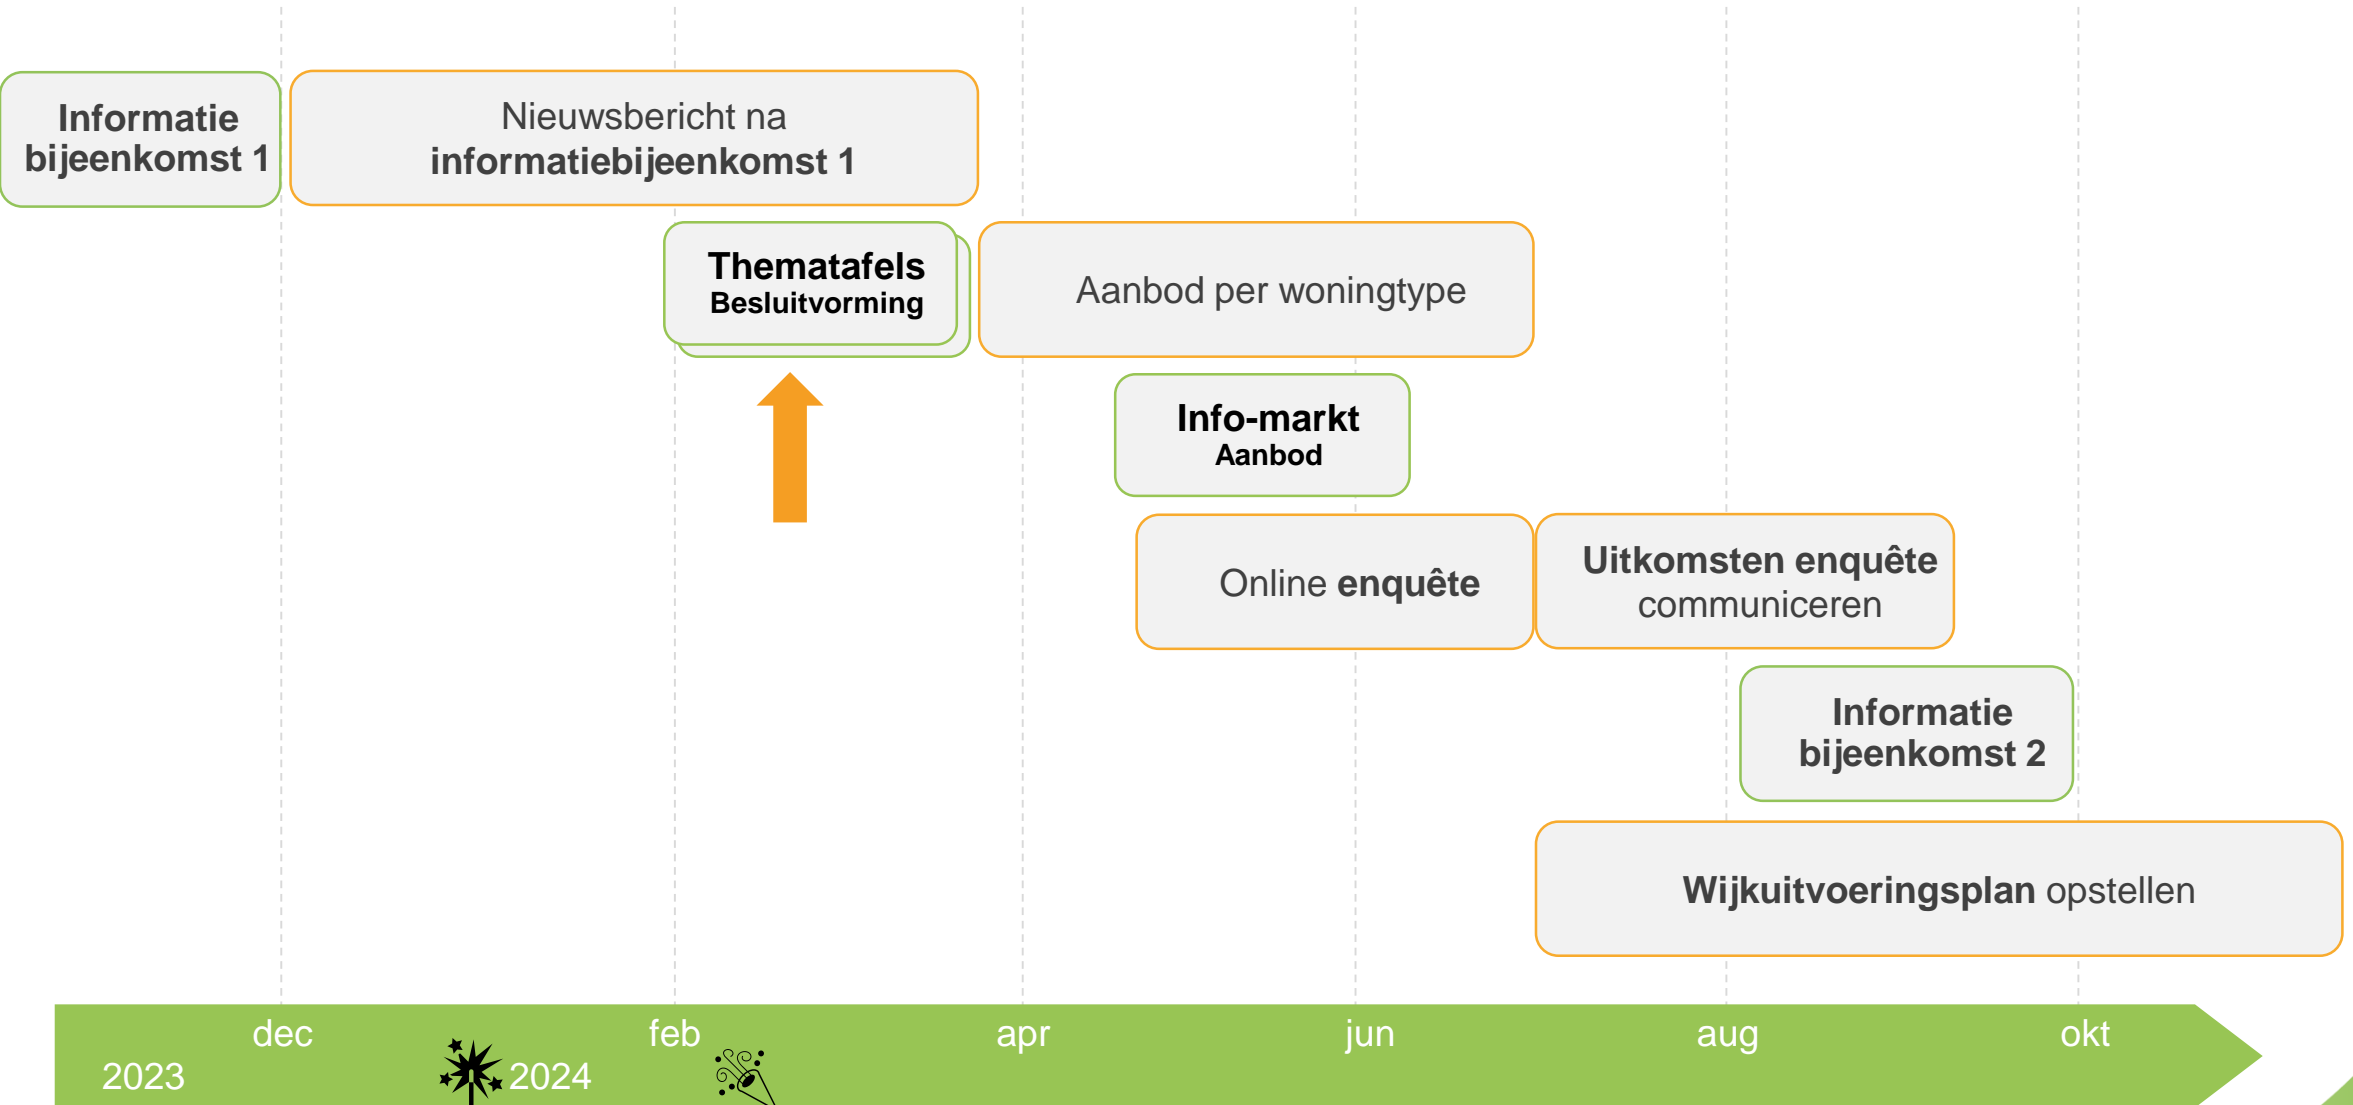 Informatie
bijeenkomst 1
Nieuwsbericht na
informatiebijeenkomst 1
Thematafels
Besluitvorming
Aanbod per woningtype
Info-markt
Aanbod
Online enquête
Uitkomsten enquête
communiceren
Informatie
bijeenkomst 2
Wijkuitvoeringsplan opstellen
dec
feb
apr
jun
aug
okt
2023
2024